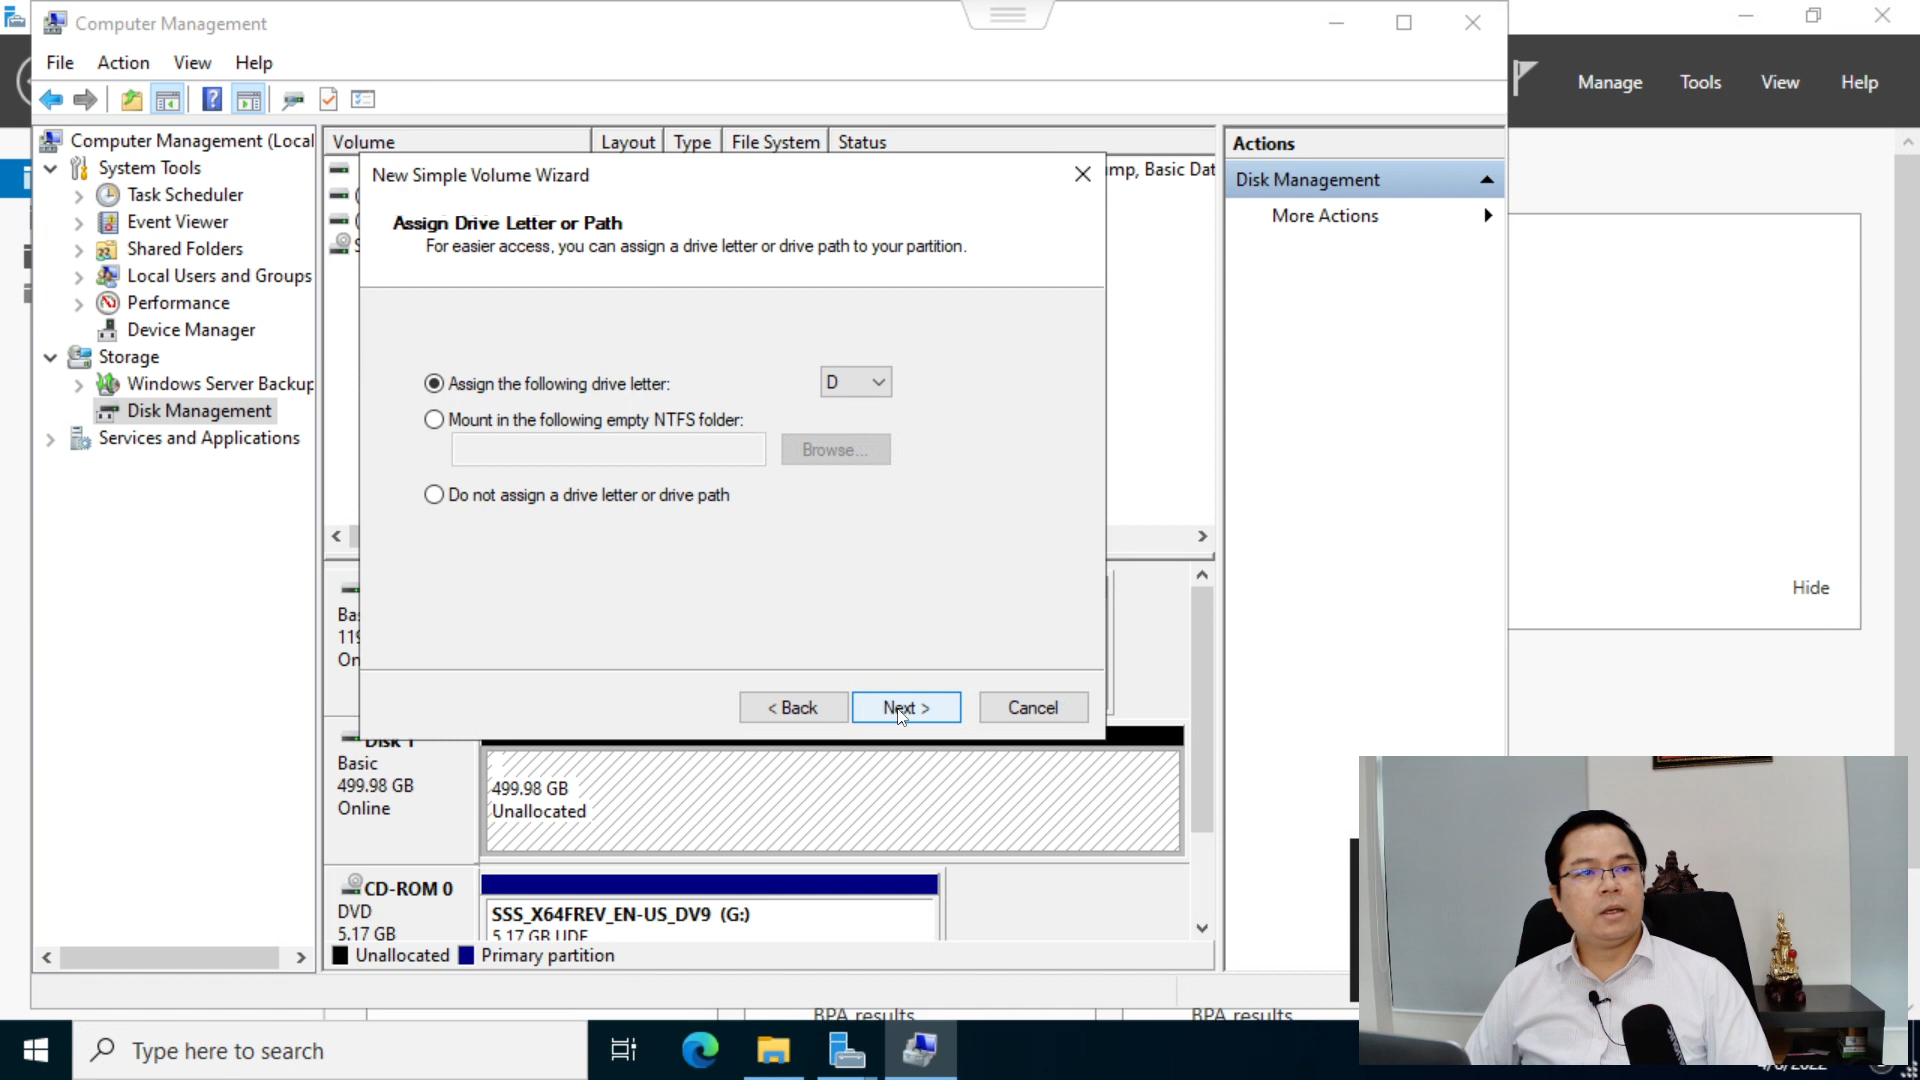 Computer Management
File Action View Help
Manage Tools View Help
Computer Management (Local
System Tools
Task Scheduler
Event Viewer
Shared Folders
Local Users and Groups
Performance
Device Manager
Storage
Windows Server Backup
Disk Management
Services and Applications
Volume Layout Type File System Status
Basic Dat
New Simple Volume Wizard
Assign Drive Letter or Path
For easier access, you can assign a drive letter or drive path to your partition.
Assign the following drive letter: D
Mount in the following empty NTFS folder:
Browse...
Do not assign a drive letter or drive path
< Back Next > Cancel
Actions
Disk Management
More Actions
Hide
Disk 1
Basic
499.98 GB
Online
499.98 GB
Unallocated
CD-ROM 0
DVD
5.17 GB
SSS_X64FREV_EN-US_DV9 (G:)
5.17 GB UDF
Unallocated Primary partition
BPA results BPA results
Type here to search